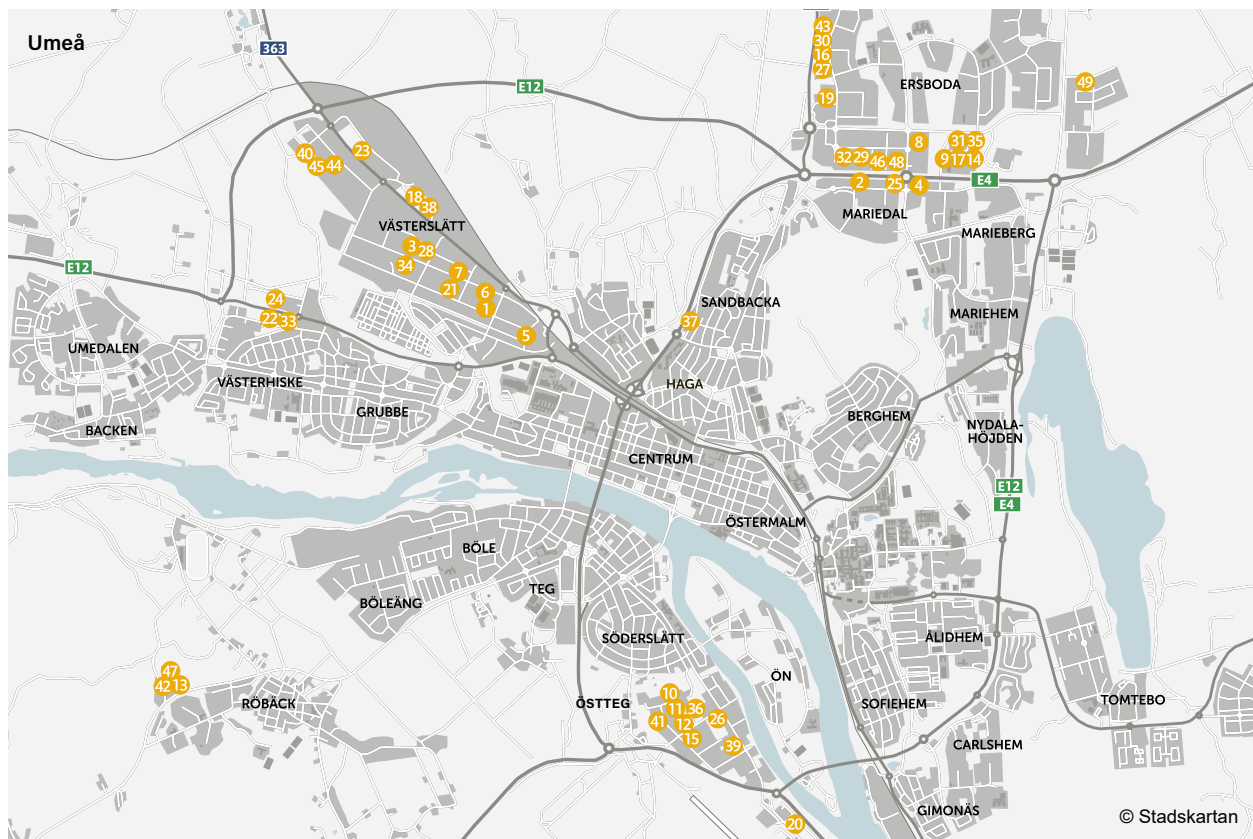 Umeå
363
E12
43
30
16
27
19
ERSBODA
49
8
31
35
32
29
46
48
9
17
14
2
25
4
E4
MARIEDAL
MARIEBERG
40
45
44
23
18
38
VÄSTERSLÄTT
3
28
34
7
21
6
1
5
E12
24
22
33
37
SANDBACKA
MARIEHEM
UMEDALEN
VÄSTERHISKE
HAGA
GRUBBE
BACKEN
BERGHEM
NYDALA-
HÖJDEN
CENTRUM
E12
E4
ÖSTERMALM
BÖLE
TEG
BÖLEÄNG
SÖDERSLÄTT
ÅLIDHEM
47
42
13
RÖBÄCK
ÖN
10
11
36
ÖSTTEG
41
12
26
15
39
SOFIEHEM
TOMTEBO
CARLSHEM
GIMONÄS
20
© Stadskartan